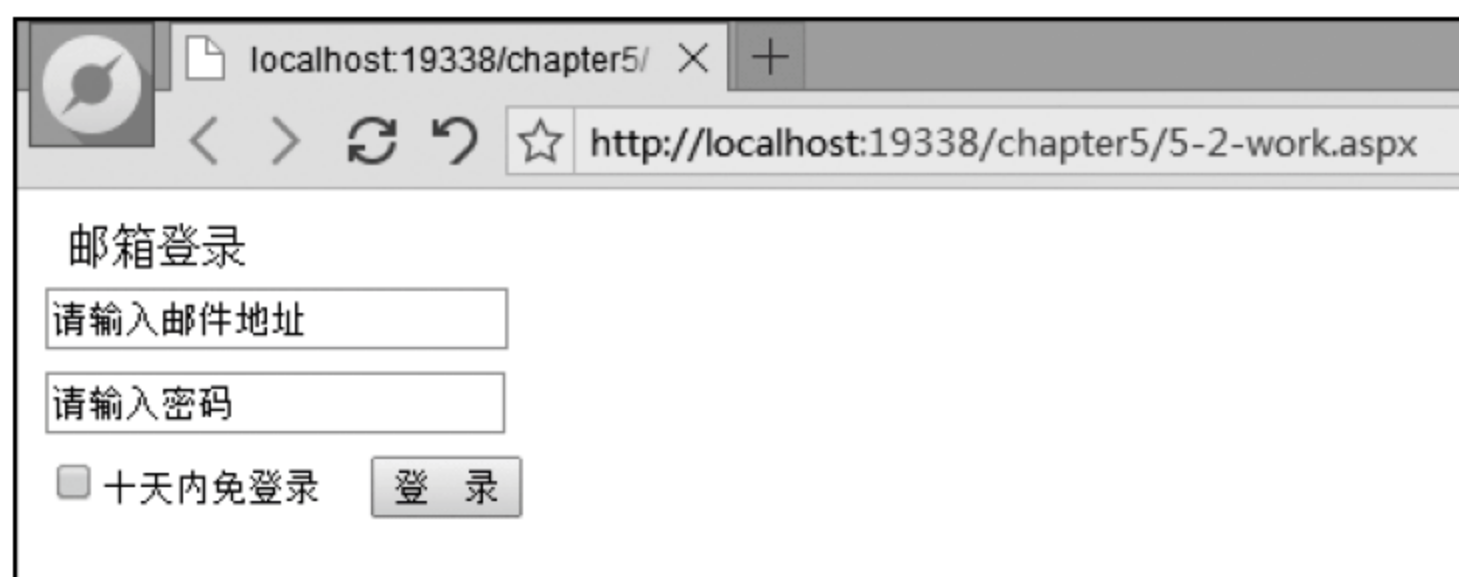 localhost:19338/chapter5/
http://localhost:19338/chapter5/5-2-work.aspx
邮箱登录
请输入邮件地址
请输入密码
十天内免登录 登 录